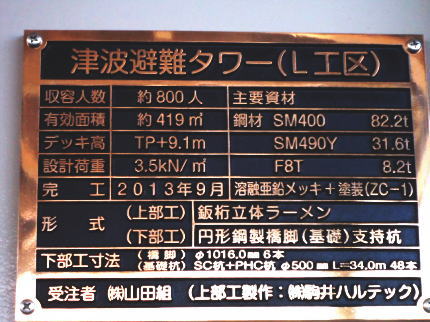 津波避難タワー(L工区)
収容人数 約800人 主要資材
有効面積 約419㎡ 鋼材 SM400 82.2t
デッキ高 TP+9.1m SM490Y 31.6t
設計荷重 3.5kN/㎡ F8T 8.2t
完工 2013年9月 溶融亜鉛メッキ+塗装(ZC-1)
形式 (上部工) 鈑桁立体ラーメン
(下部工) 円形鋼製橋脚(基礎)支持杭
下部工寸法 (橋脚) φ1016.0㎜ 6本
(基礎杭) SC杭+PHC杭 φ500㎜ L=34.0m 48本
受注者 ㈱山田組 (上部工製作:㈱駒井ハルテック)